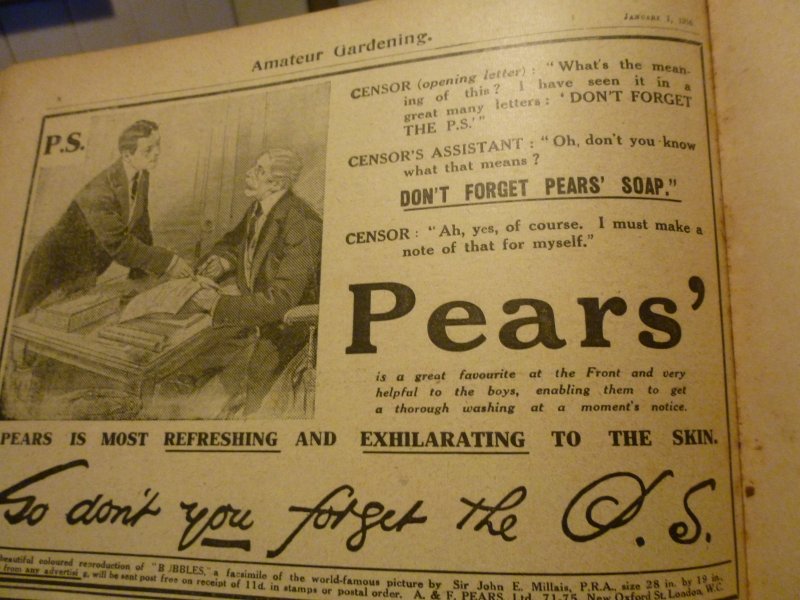 Amateur Gardening.
JANUARY 1, 1916
P.S.
CENSOR (opening letter): "What's the mean-
ing of this? I have seen it in a
great many letters: 'DON'T FORGET
THE P.S.'"
CENSOR'S ASSISTANT: "Oh, don't you know
what that means?
DON'T FORGET PEARS' SOAP."
CENSOR: "Ah, yes, of course. I must make a
note of that for myself."
Pears'
is a great favourite at the Front and very
helpful to the boys, enabling them to get
a thorough washing at a moment's notice.
PEARS IS MOST REFRESHING AND EXHILARATING TO THE SKIN.
So don't you forget the P.S.
beautiful coloured reproduction of "BUBBLES," a facsimile of the world-famous picture by Sir John E. Millais, P.R.A., size 28 in. by 19 in.
from any advertising, will be sent post free on receipt of 11d. in stamps or postal order. A. & F. PEARS, Ltd., 71-75, New Oxford St., London, W.C.